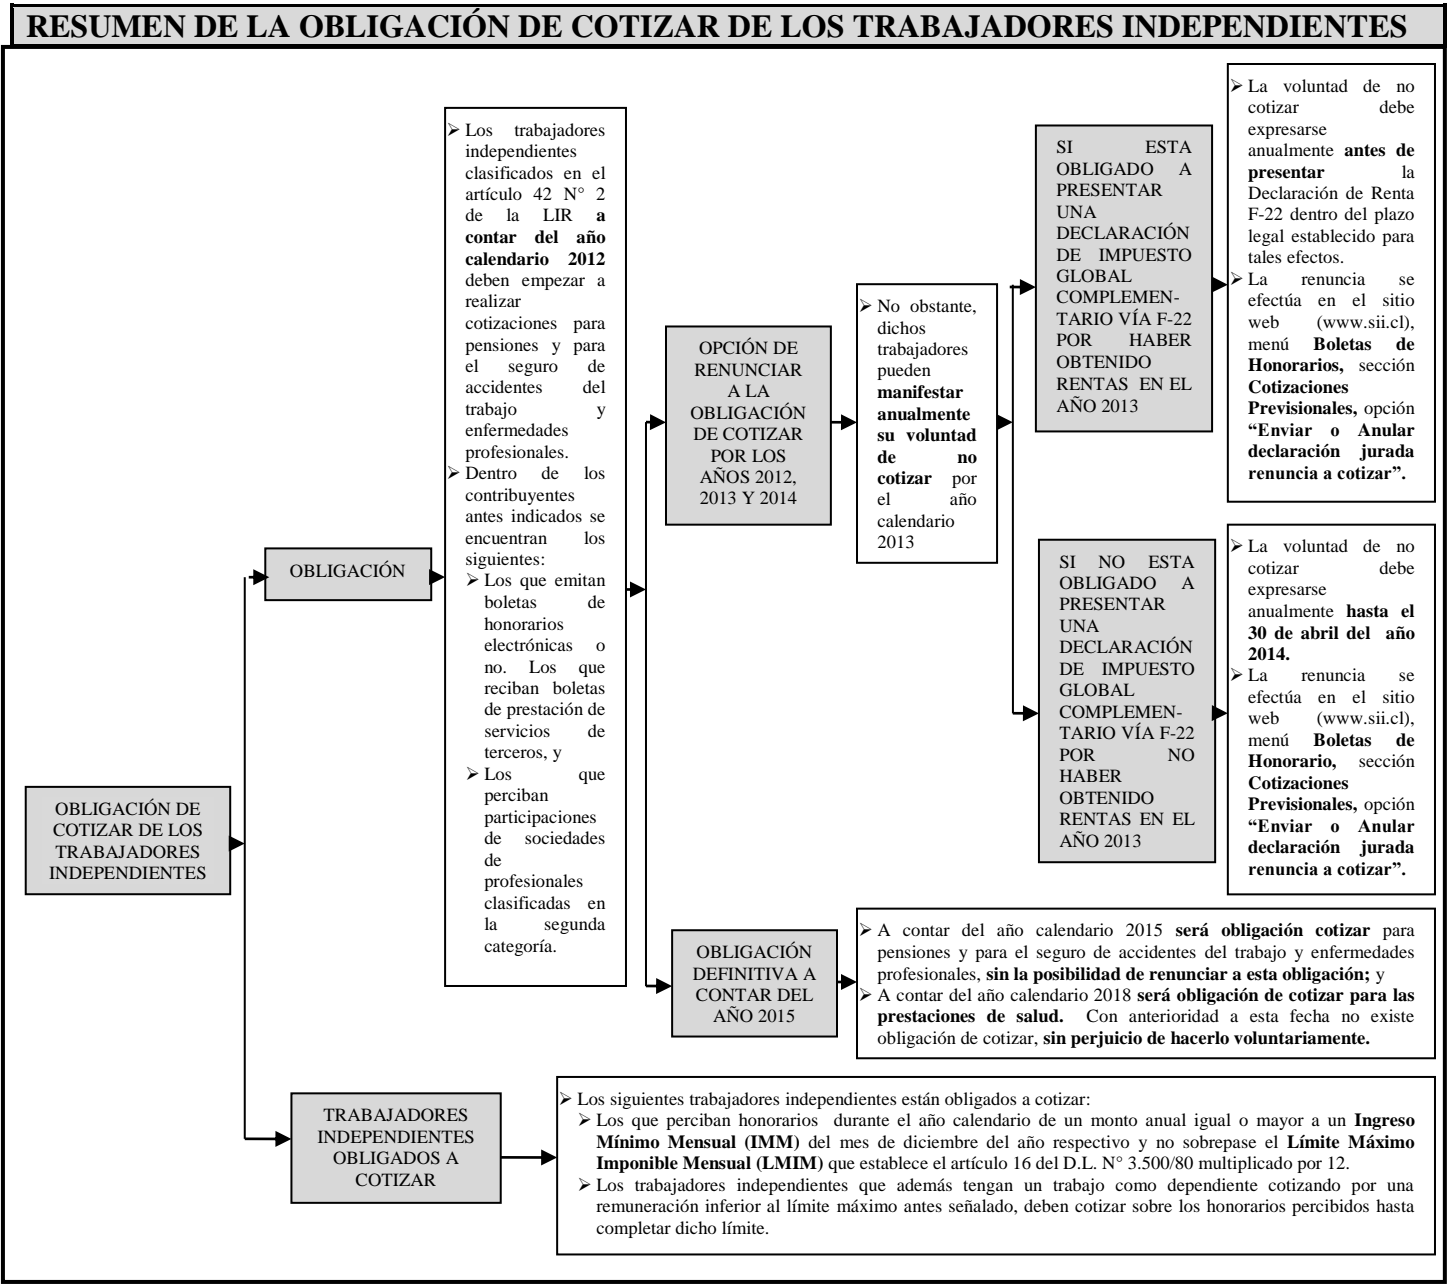 RESUMEN DE LA OBLIGACIÓN DE COTIZAR DE LOS TRABAJADORES INDEPENDIENTES
OBLIGACIÓN DE
COTIZAR DE LOS
TRABAJADORES
INDEPENDIENTES
OBLIGACIÓN
➢ Los trabajadores
independientes
clasificados en el
artículo 42 N° 2
de la LIR a
contar del año
calendario 2012
deben empezar a
realizar
cotizaciones para
pensiones y para
el seguro de
accidentes del
trabajo y
enfermedades
profesionales.
➢ Dentro de los
contribuyentes
antes indicados se
encuentran los
siguientes:
➢ Los que emitan
boletas de
honorarios
electrónicas o
no. Los que
reciban boletas
de prestación de
servicios de
terceros, y
➢ Los que
perciban
participaciones
de sociedades
de
profesionales
clasificadas en
la segunda
categoría.
OPCIÓN DE
RENUNCIAR
A LA
OBLIGACIÓN
DE COTIZAR
POR LOS
AÑOS 2012,
2013 Y 2014
➢ No obstante,
dichos
trabajadores
pueden
manifestar
anualmente
su voluntad
de no
cotizar por
el año
calendario
2013
SI ESTA
OBLIGADO A
PRESENTAR
UNA
DECLARACIÓN
DE IMPUESTO
GLOBAL
COMPLEMEN-
TARIO VÍA F-22
POR HABER
OBTENIDO
RENTAS EN EL
AÑO 2013
➢ La voluntad de no
cotizar debe
expresarse
anualmente antes de
presentar la
Declaración de Renta
F-22 dentro del plazo
legal establecido para
tales efectos.
➢ La renuncia se
efectúa en el sitio
web (www.sii.cl),
menú Boletas de
Honorarios, sección
Cotizaciones
Previsionales, opción
“Enviar o Anular
declaración jurada
renuncia a cotizar”.
SI NO ESTA
OBLIGADO A
PRESENTAR
UNA
DECLARACIÓN
DE IMPUESTO
GLOBAL
COMPLEMEN-
TARIO VÍA F-22
POR NO
HABER
OBTENIDO
RENTAS EN EL
AÑO 2013
➢ La voluntad de no
cotizar debe
expresarse
anualmente hasta el
30 de abril del año
2014.
➢ La renuncia se
efectúa en el sitio
web (www.sii.cl),
menú Boletas de
Honorario, sección
Cotizaciones
Previsionales, opción
“Enviar o Anular
declaración jurada
renuncia a cotizar”.
OBLIGACIÓN
DEFINITIVA A
CONTAR DEL
AÑO 2015
➢ A contar del año calendario 2015 será obligación cotizar para
pensiones y para el seguro de accidentes del trabajo y enfermedades
profesionales, sin la posibilidad de renunciar a esta obligación; y
➢ A contar del año calendario 2018 será obligación de cotizar para las
prestaciones de salud. Con anterioridad a esta fecha no existe
obligación de cotizar, sin perjuicio de hacerlo voluntariamente.
TRABAJADORES
INDEPENDIENTES
OBLIGADOS A
COTIZAR
➢ Los siguientes trabajadores independientes están obligados a cotizar:
➢ Los que perciban honorarios durante el año calendario de un monto anual igual o mayor a un Ingreso
Mínimo Mensual (IMM) del mes de diciembre del año respectivo y no sobrepase el Límite Máximo
Imponible Mensual (LMIM) que establece el artículo 16 del D.L. N° 3.500/80 multiplicado por 12.
➢ Los trabajadores independientes que además tengan un trabajo como dependiente cotizando por una
remuneración inferior al límite máximo antes señalado, deben cotizar sobre los honorarios percibidos hasta
completar dicho límite.